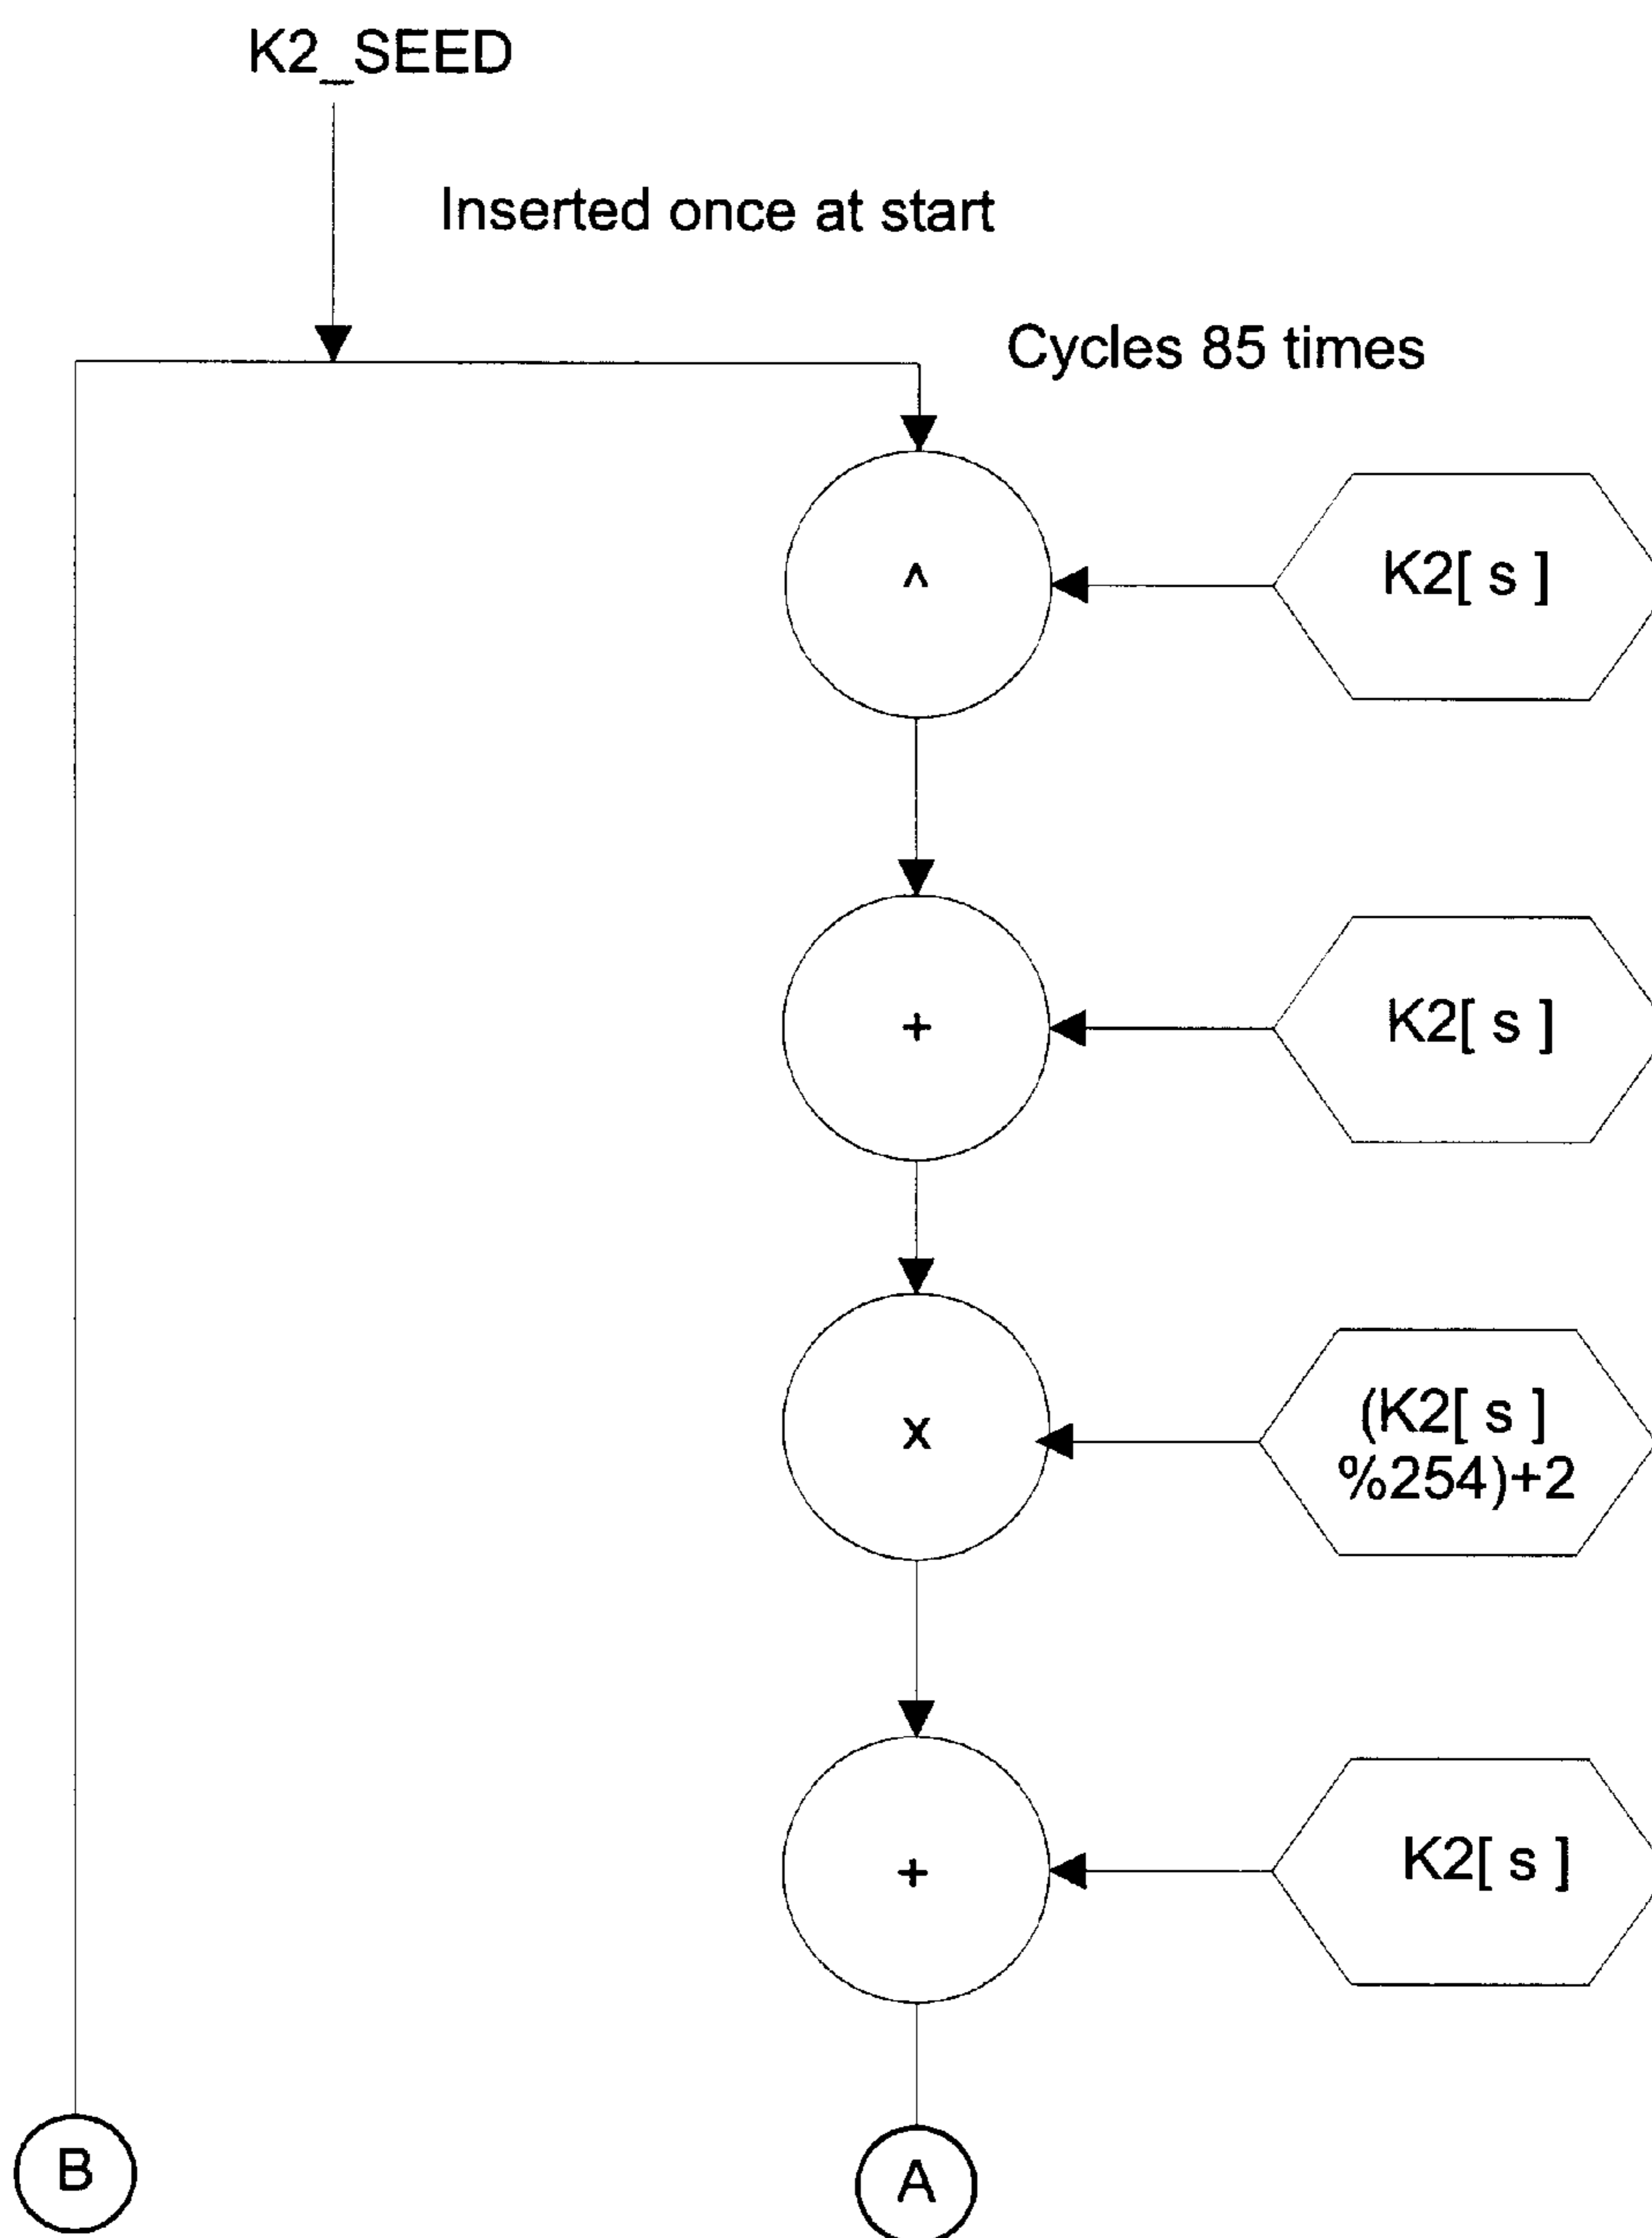 K2_SEED
Inserted once at start
Cycles 85 times
^
K2[ s ]
+
K2[ s ]
x
(K2[ s ]
%254)+2
+
K2[ s ]
B
A